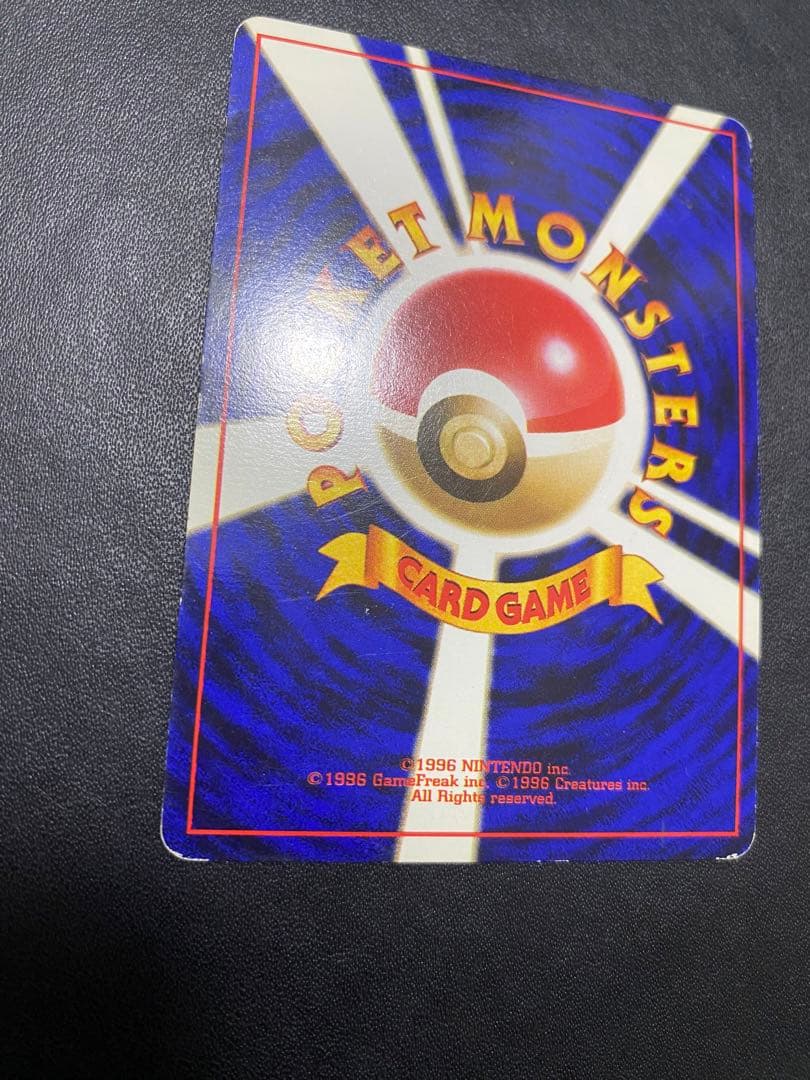 POCKET MONSTERS
CARD GAME
©1996 NINTENDO inc.
©1996 GameFreak inc. ©1996 Creatures inc.
All Rights reserved.